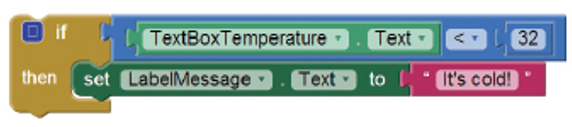 if TextBoxTemperature . Text < 32
then set LabelMessage . Text to " It's cold! "